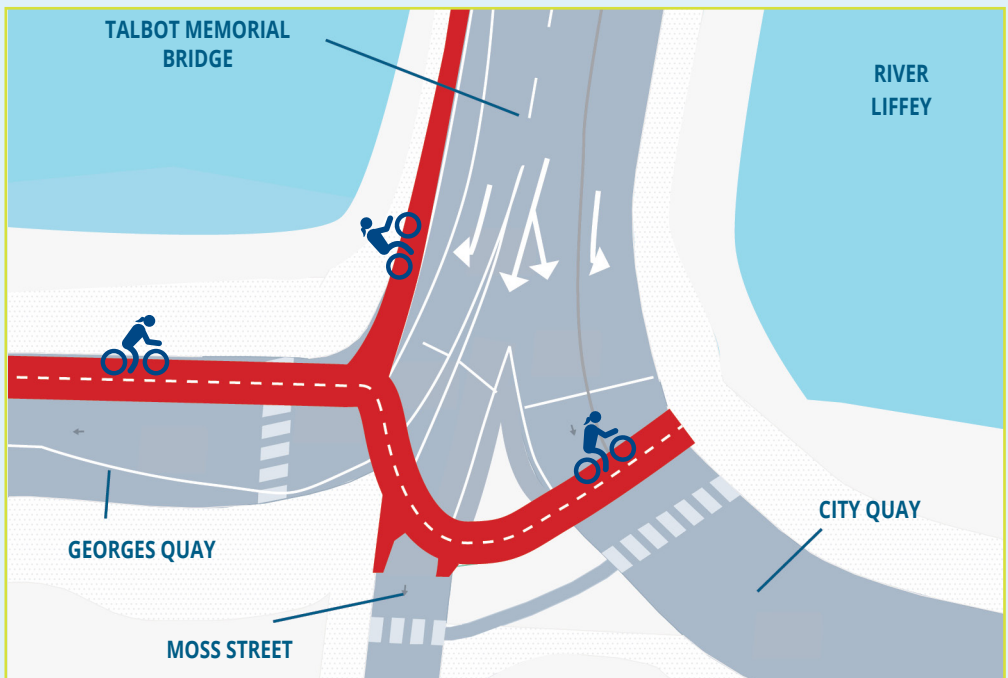 TALBOT MEMORIAL
BRIDGE
RIVER
LIFFEY
CITY QUAY
GEORGES QUAY
MOSS STREET